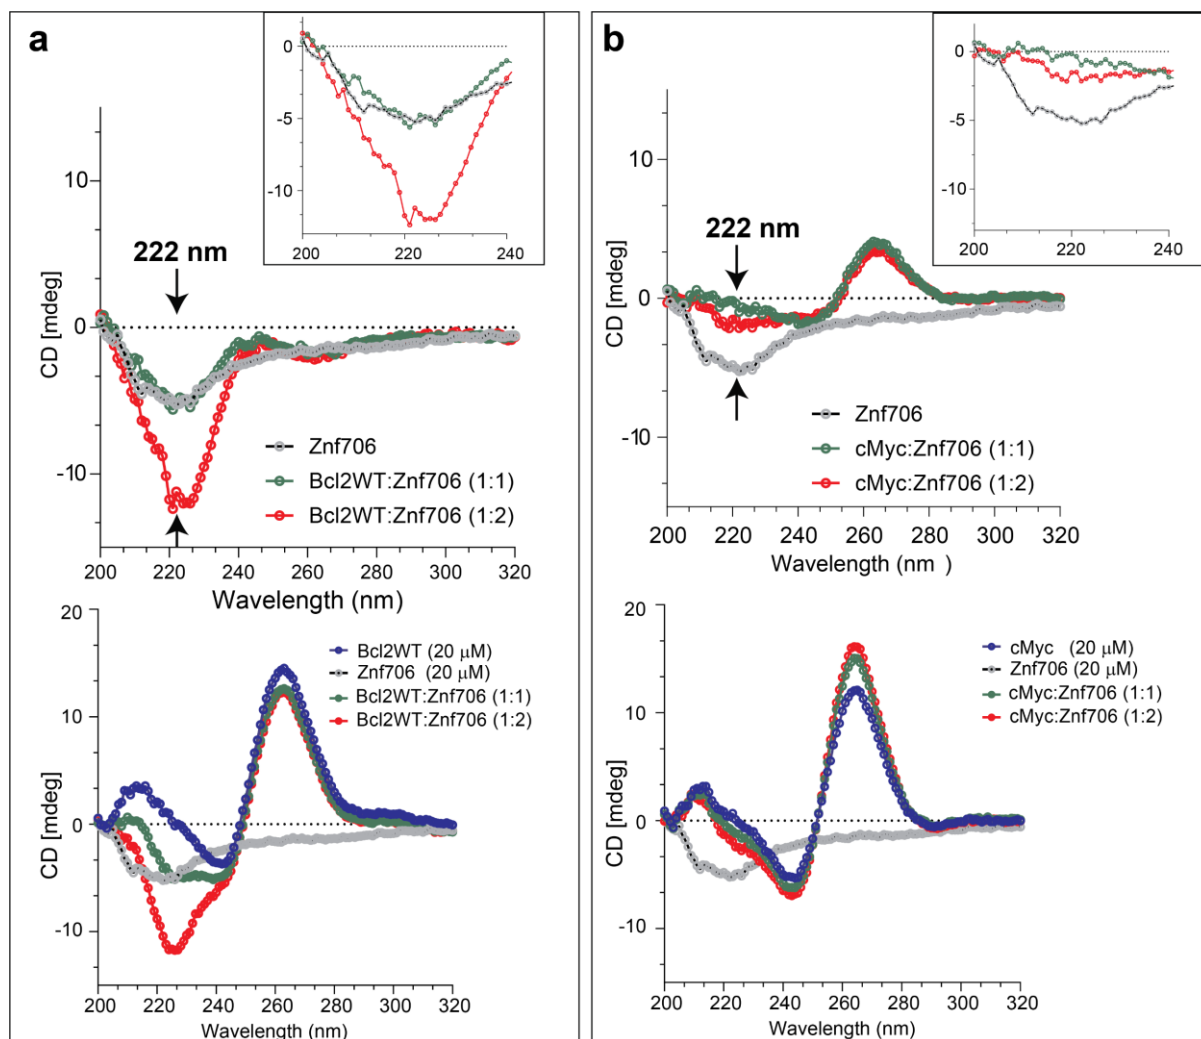 a
0
-5
-10
200
220
240
10
0
-10
222 nm
CD [mdeg]
Znf706
Bcl2WT:Znf706 (1:1)
Bcl2WT:Znf706 (1:2)
200
220
240
260
280
300
320
Wavelength (nm)
20
10
0
-10
CD [mdeg]
Bcl2WT (20 μM)
Znf706 (20 μM)
Bcl2WT:Znf706 (1:1)
Bcl2WT:Znf706 (1:2)
200
220
240
260
280
300
320
Wavelength (nm)
b
0
-5
-10
200
220
240
10
0
-10
222 nm
CD [mdeg]
Znf706
cMyc:Znf706 (1:1)
cMyc:Znf706 (1:2)
200
220
240
260
280
300
320
Wavelength (nm )
20
10
0
-10
CD [mdeg]
cMyc (20 μM)
Znf706 (20 μM)
cMyc:Znf706 (1:1)
cMyc:Znf706 (1:2)
200
220
240
260
280
300
320
Wavelength (nm)